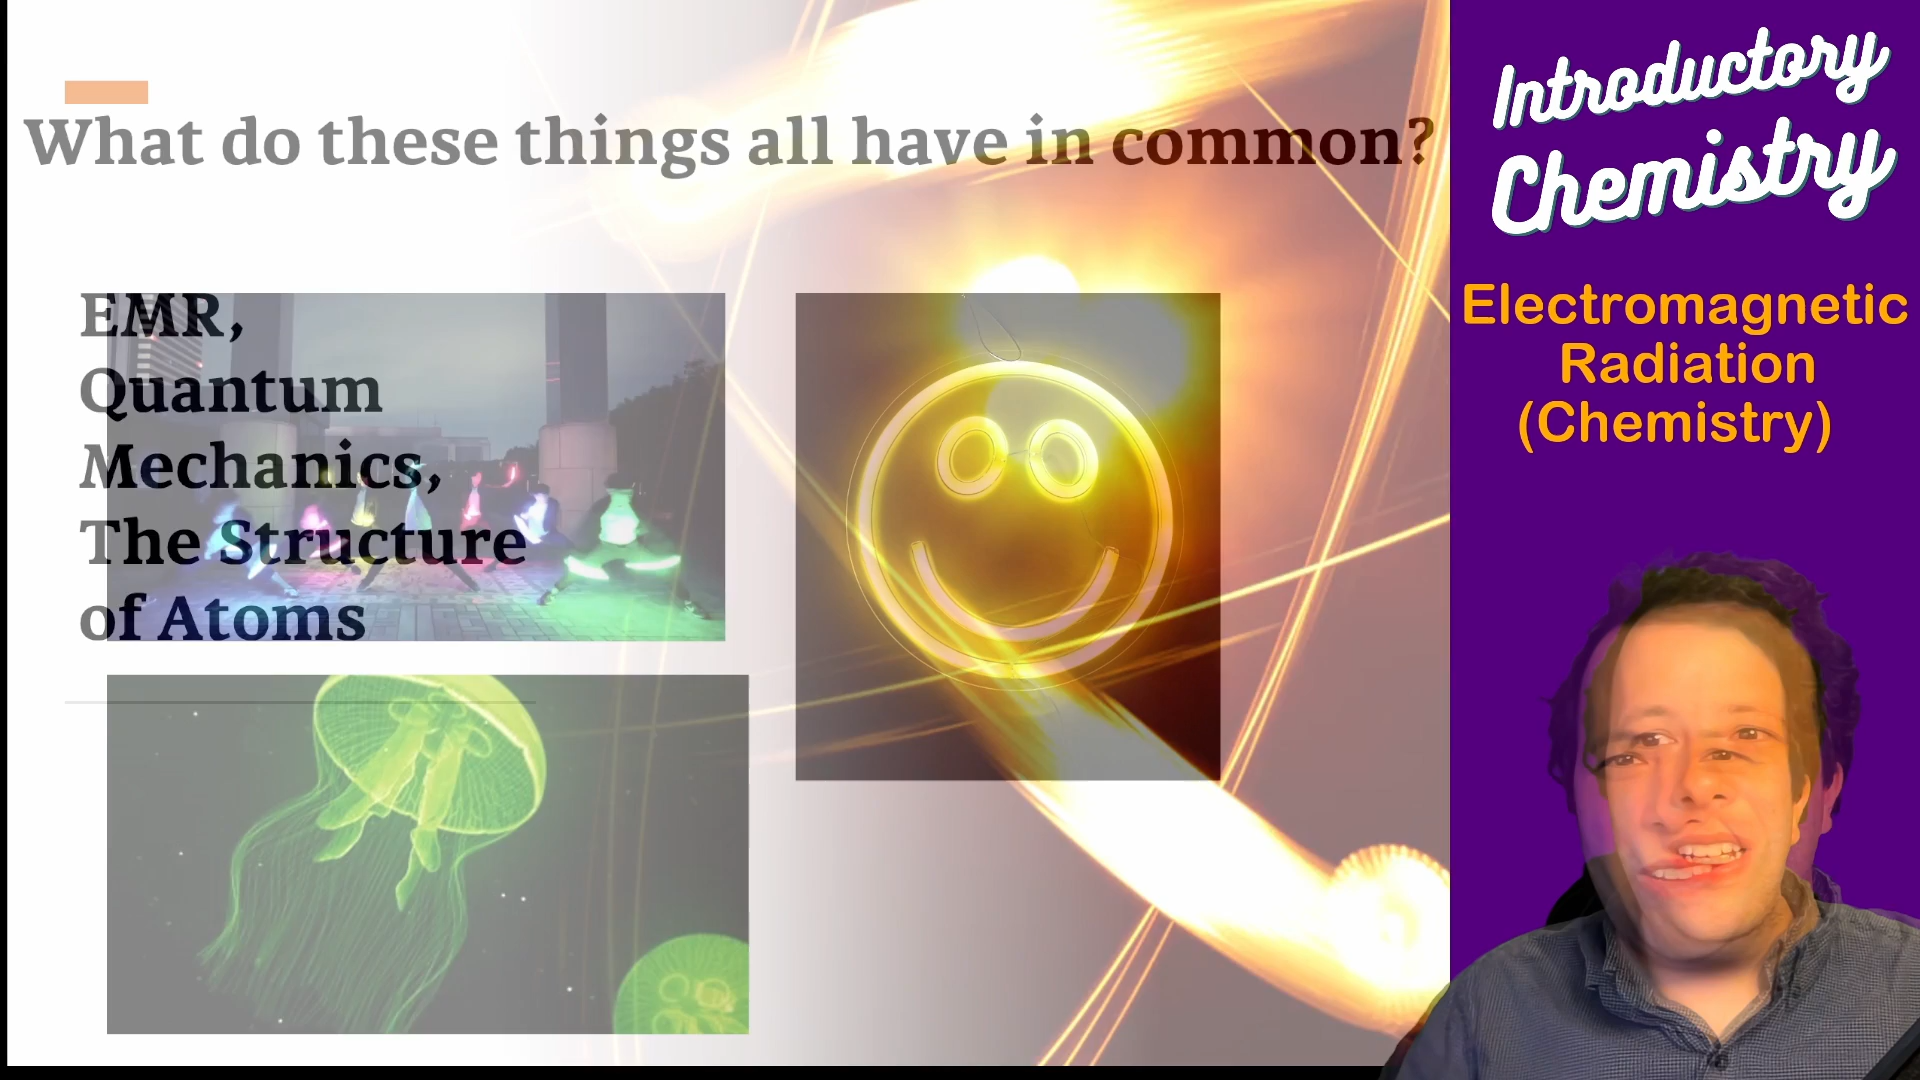 What do these things all have in common?
EMR,
Quantum
Mechanics,
The Structure
of Atoms
Introductory
Chemistry
Electromagnetic
Radiation
(Chemistry)